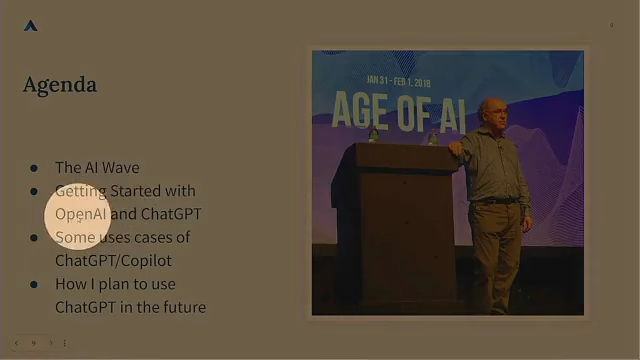 Agenda
● The AI Wave
● Getting Started with
OpenAI and ChatGPT
● Some uses cases of
ChatGPT/Copilot
● How I plan to use
ChatGPT in the future
JAN 31 - FEB 1, 2018
AGE OF AI